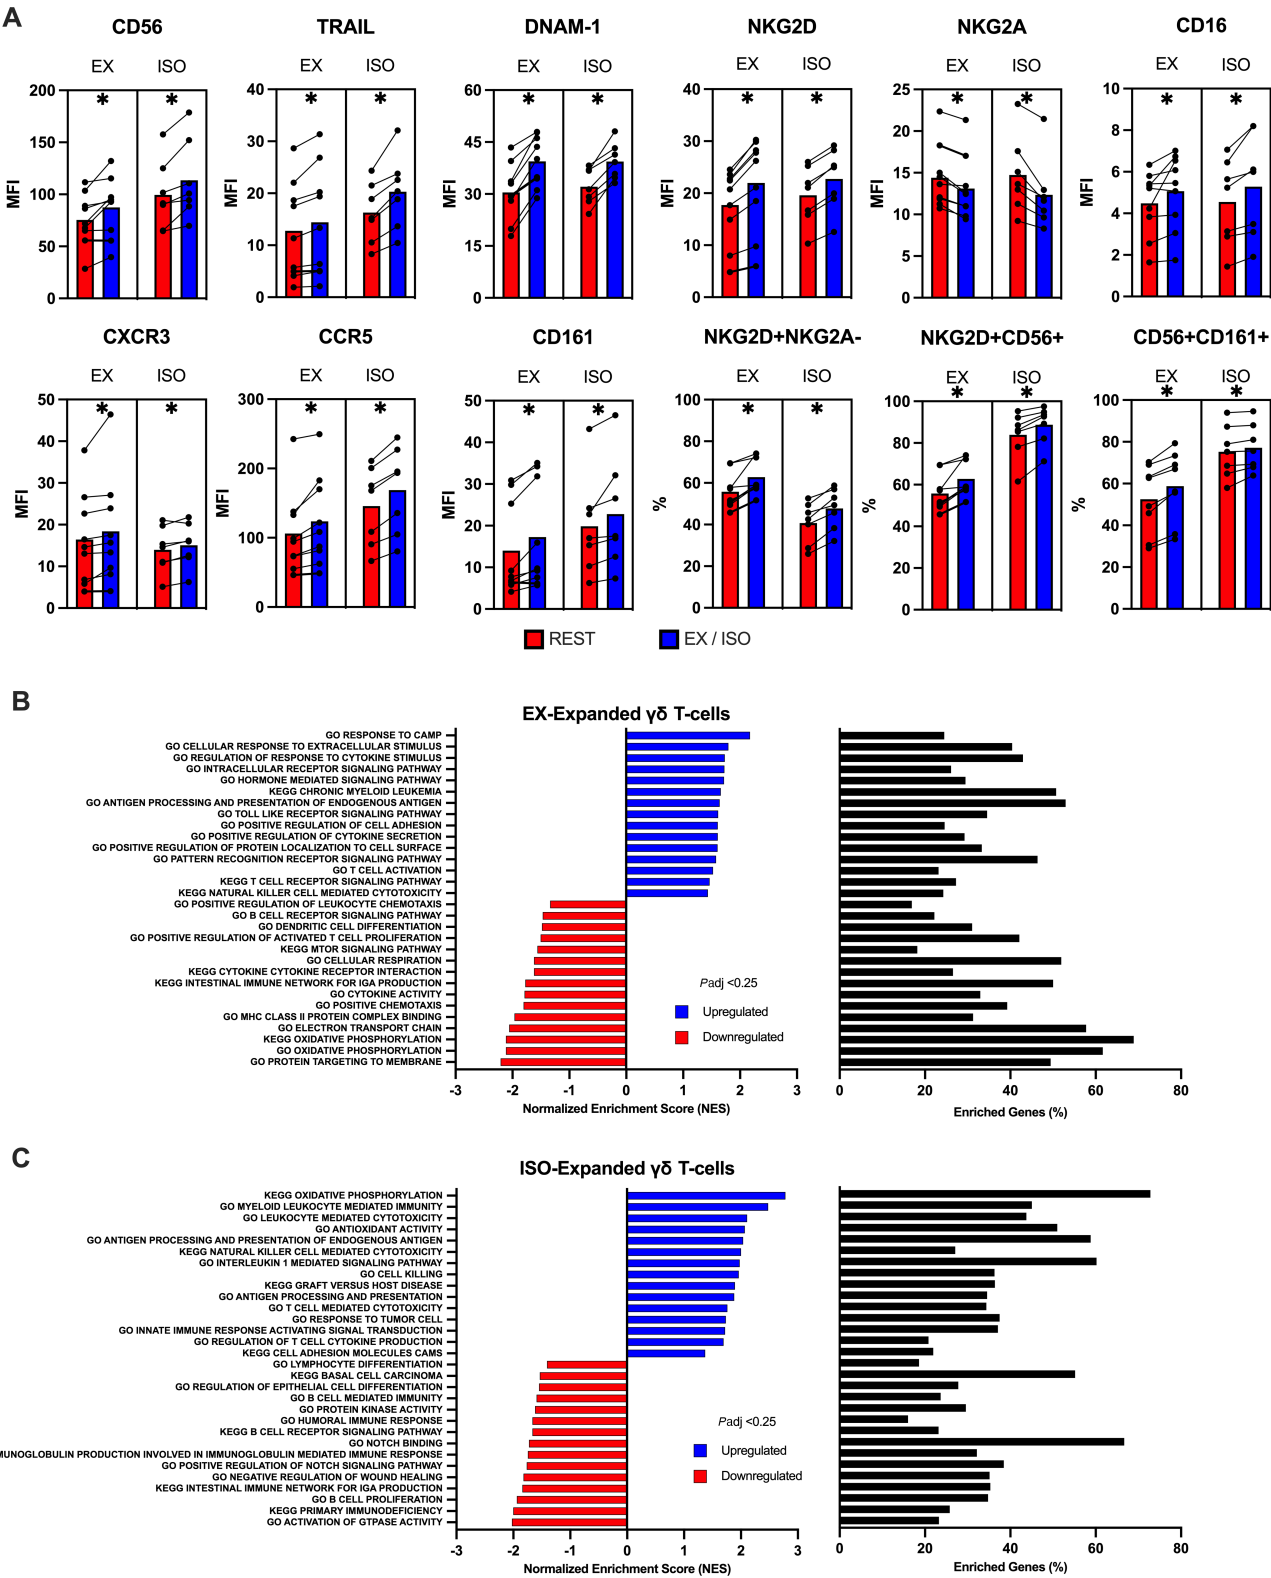 A
CD56 TRAIL DNAM-1 NKG2D NKG2A CD16
EX ISO EX ISO EX ISO EX ISO EX ISO EX ISO
* * * * * * * * * * * *
MFI 200 150 100 50 0
MFI 40 30 20 10 0
MFI 60 45 30 15 0
MFI 40 30 20 10 0
MFI 25 20 15 10 5 0
MFI 10 8 6 4 2 0
CXCR3 CCR5 CD161 NKG2D+NKG2A- NKG2D+CD56+ CD56+CD161+
EX ISO EX ISO EX ISO EX ISO EX ISO EX ISO
* * * * * * * * * * * *
MFI 50 40 30 20 10 0
MFI 300 200 100 0
MFI 50 40 30 20 10 0
% 100 80 60 40 20 0
% 100 80 60 40 20 0
% 100 80 60 40 20 0
REST EX / ISO
B
EX-Expanded γδ T-cells
GO RESPONSE TO CAMP
GO CELLULAR RESPONSE TO EXTRACELLULAR STIMULUS
GO REGULATION OF RESPONSE TO CYTOKINE STIMULUS
GO INTRACELLULAR RECEPTOR SIGNALING PATHWAY
GO HORMONE MEDIATED SIGNALING PATHWAY
KEGG CHRONIC MYELOID LEUKEMIA
GO ANTIGEN PROCESSING AND PRESENTATION OF ENDOGENOUS ANTIGEN
GO TOLL LIKE RECEPTOR SIGNALING PATHWAY
GO POSITIVE REGULATION OF CELL ADHESION
GO POSITIVE REGULATION OF CYTOKINE SECRETION
GO POSITIVE REGULATION OF PROTEIN LOCALIZATION TO CELL SURFACE
GO PATTERN RECOGNITION RECEPTOR SIGNALING PATHWAY
GO T CELL ACTIVATION
KEGG T CELL RECEPTOR SIGNALING PATHWAY
KEGG NATURAL KILLER CELL MEDIATED CYTOTOXICITY
GO POSITIVE REGULATION OF LEUKOCYTE CHEMOTAXIS
GO B CELL RECEPTOR SIGNALING PATHWAY
GO DENDRITIC CELL DIFFERENTIATION
GO POSITIVE REGULATION OF ACTIVATED T CELL PROLIFERATION
KEGG MTOR SIGNALING PATHWAY
GO CELLULAR RESPIRATION
KEGG CYTOKINE CYTOKINE RECEPTOR INTERACTION
KEGG INTESTINAL IMMUNE NETWORK FOR IGA PRODUCTION
GO CYTOKINE ACTIVITY
GO POSITIVE CHEMOTAXIS
GO MHC CLASS II PROTEIN COMPLEX BINDING
GO ELECTRON TRANSPORT CHAIN
KEGG OXIDATIVE PHOSPHORYLATION
GO OXIDATIVE PHOSPHORYLATION
GO PROTEIN TARGETING TO MEMBRANE
Padj <0.25
Upregulated
Downregulated
-3 -2 -1 0 1 2 3
Normalized Enrichment Score (NES)
0 20 40 60 80
Enriched Genes (%)
C
ISO-Expanded γδ T-cells
KEGG OXIDATIVE PHOSPHORYLATION
GO MYELOID LEUKOCYTE MEDIATED IMMUNITY
GO LEUKOCYTE MEDIATED CYTOTOXICITY
GO ANTIOXIDANT ACTIVITY
GO ANTIGEN PROCESSING AND PRESENTATION OF ENDOGENOUS ANTIGEN
KEGG NATURAL KILLER CELL MEDIATED CYTOTOXICITY
GO INTERLEUKIN 1 MEDIATED SIGNALING PATHWAY
GO CELL KILLING
KEGG GRAFT VERSUS HOST DISEASE
GO ANTIGEN PROCESSING AND PRESENTATION
GO T CELL MEDIATED CYTOTOXICITY
GO RESPONSE TO TUMOR CELL
GO INNATE IMMUNE RESPONSE ACTIVATING SIGNAL TRANSDUCTION
GO REGULATION OF T CELL CYTOKINE PRODUCTION
KEGG CELL ADHESION MOLECULES CAMS
GO LYMPHOCYTE DIFFERENTIATION
KEGG BASAL CELL CARCINOMA
GO REGULATION OF EPITHELIAL CELL DIFFERENTIATION
GO B CELL MEDIATED IMMUNITY
GO PROTEIN KINASE ACTIVITY
GO HUMORAL IMMUNE RESPONSE
KEGG B CELL RECEPTOR SIGNALING PATHWAY
GO NOTCH BINDING
MUNOGLOBULIN PRODUCTION INVOLVED IN IMMUNOGLOBULIN MEDIATED IMMUNE RESPONSE
GO POSITIVE REGULATION OF NOTCH SIGNALING PATHWAY
GO NEGATIVE REGULATION OF WOUND HEALING
KEGG INTESTINAL IMMUNE NETWORK FOR IGA PRODUCTION
GO B CELL PROLIFERATION
KEGG PRIMARY IMMUNODEFICIENCY
GO ACTIVATION OF GTPASE ACTIVITY
Padj <0.25
Upregulated
Downregulated
-3 -2 -1 0 1 2 3
Normalized Enrichment Score (NES)
0 20 40 60 80
Enriched Genes (%)